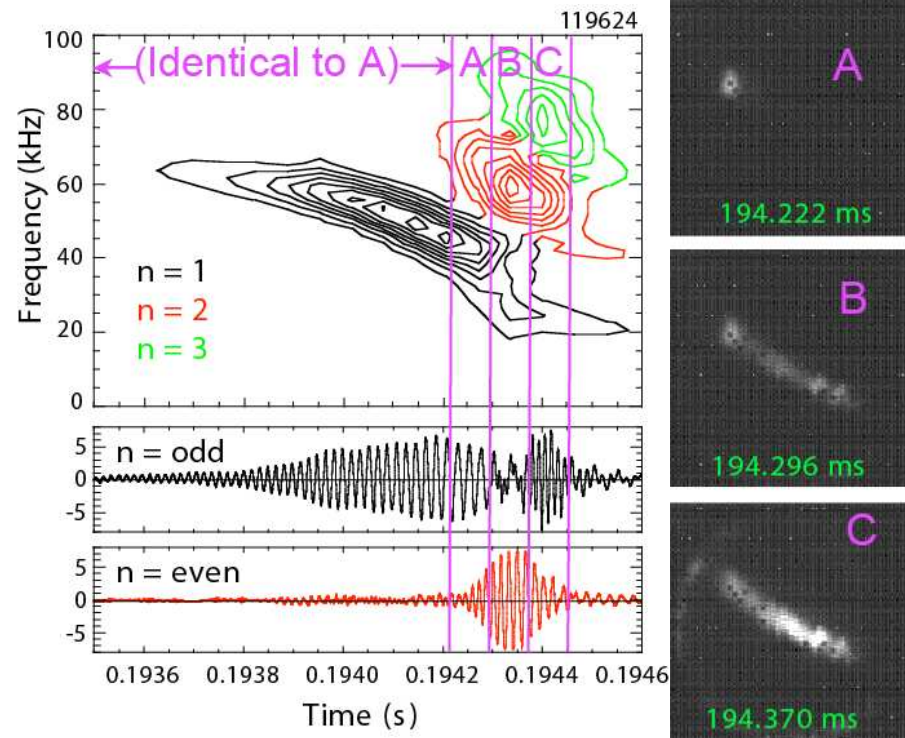 119624
100
80
60
40
20
0
Frequency (kHz)
(Identical to A)
A
B
C
n = 1
n = 2
n = 3
5
0
-5
n = odd
5
0
-5
n = even
0.1936 0.1938 0.1940 0.1942 0.1944 0.1946
Time (s)
A
194.222 ms
B
194.296 ms
C
194.370 ms